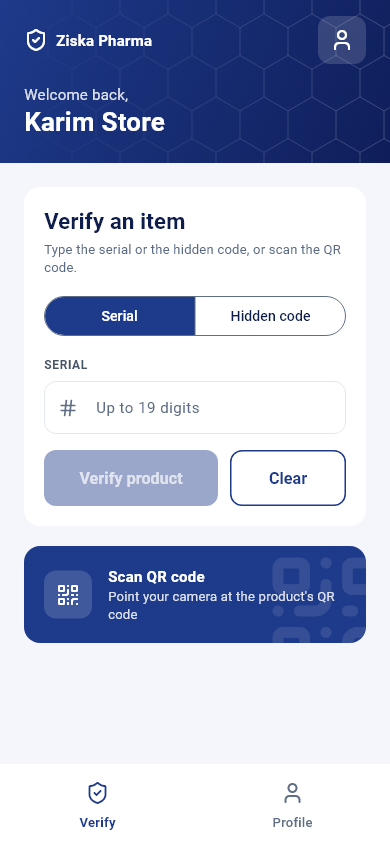 Ziska Pharma
Welcome back,
Karim Store
Verify an item
Type the serial or the hidden code, or scan the QR
code.
Serial
Hidden code
SERIAL
Up to 19 digits
Verify product
Clear
Scan QR code
Point your camera at the product's QR
code
Verify
Profile